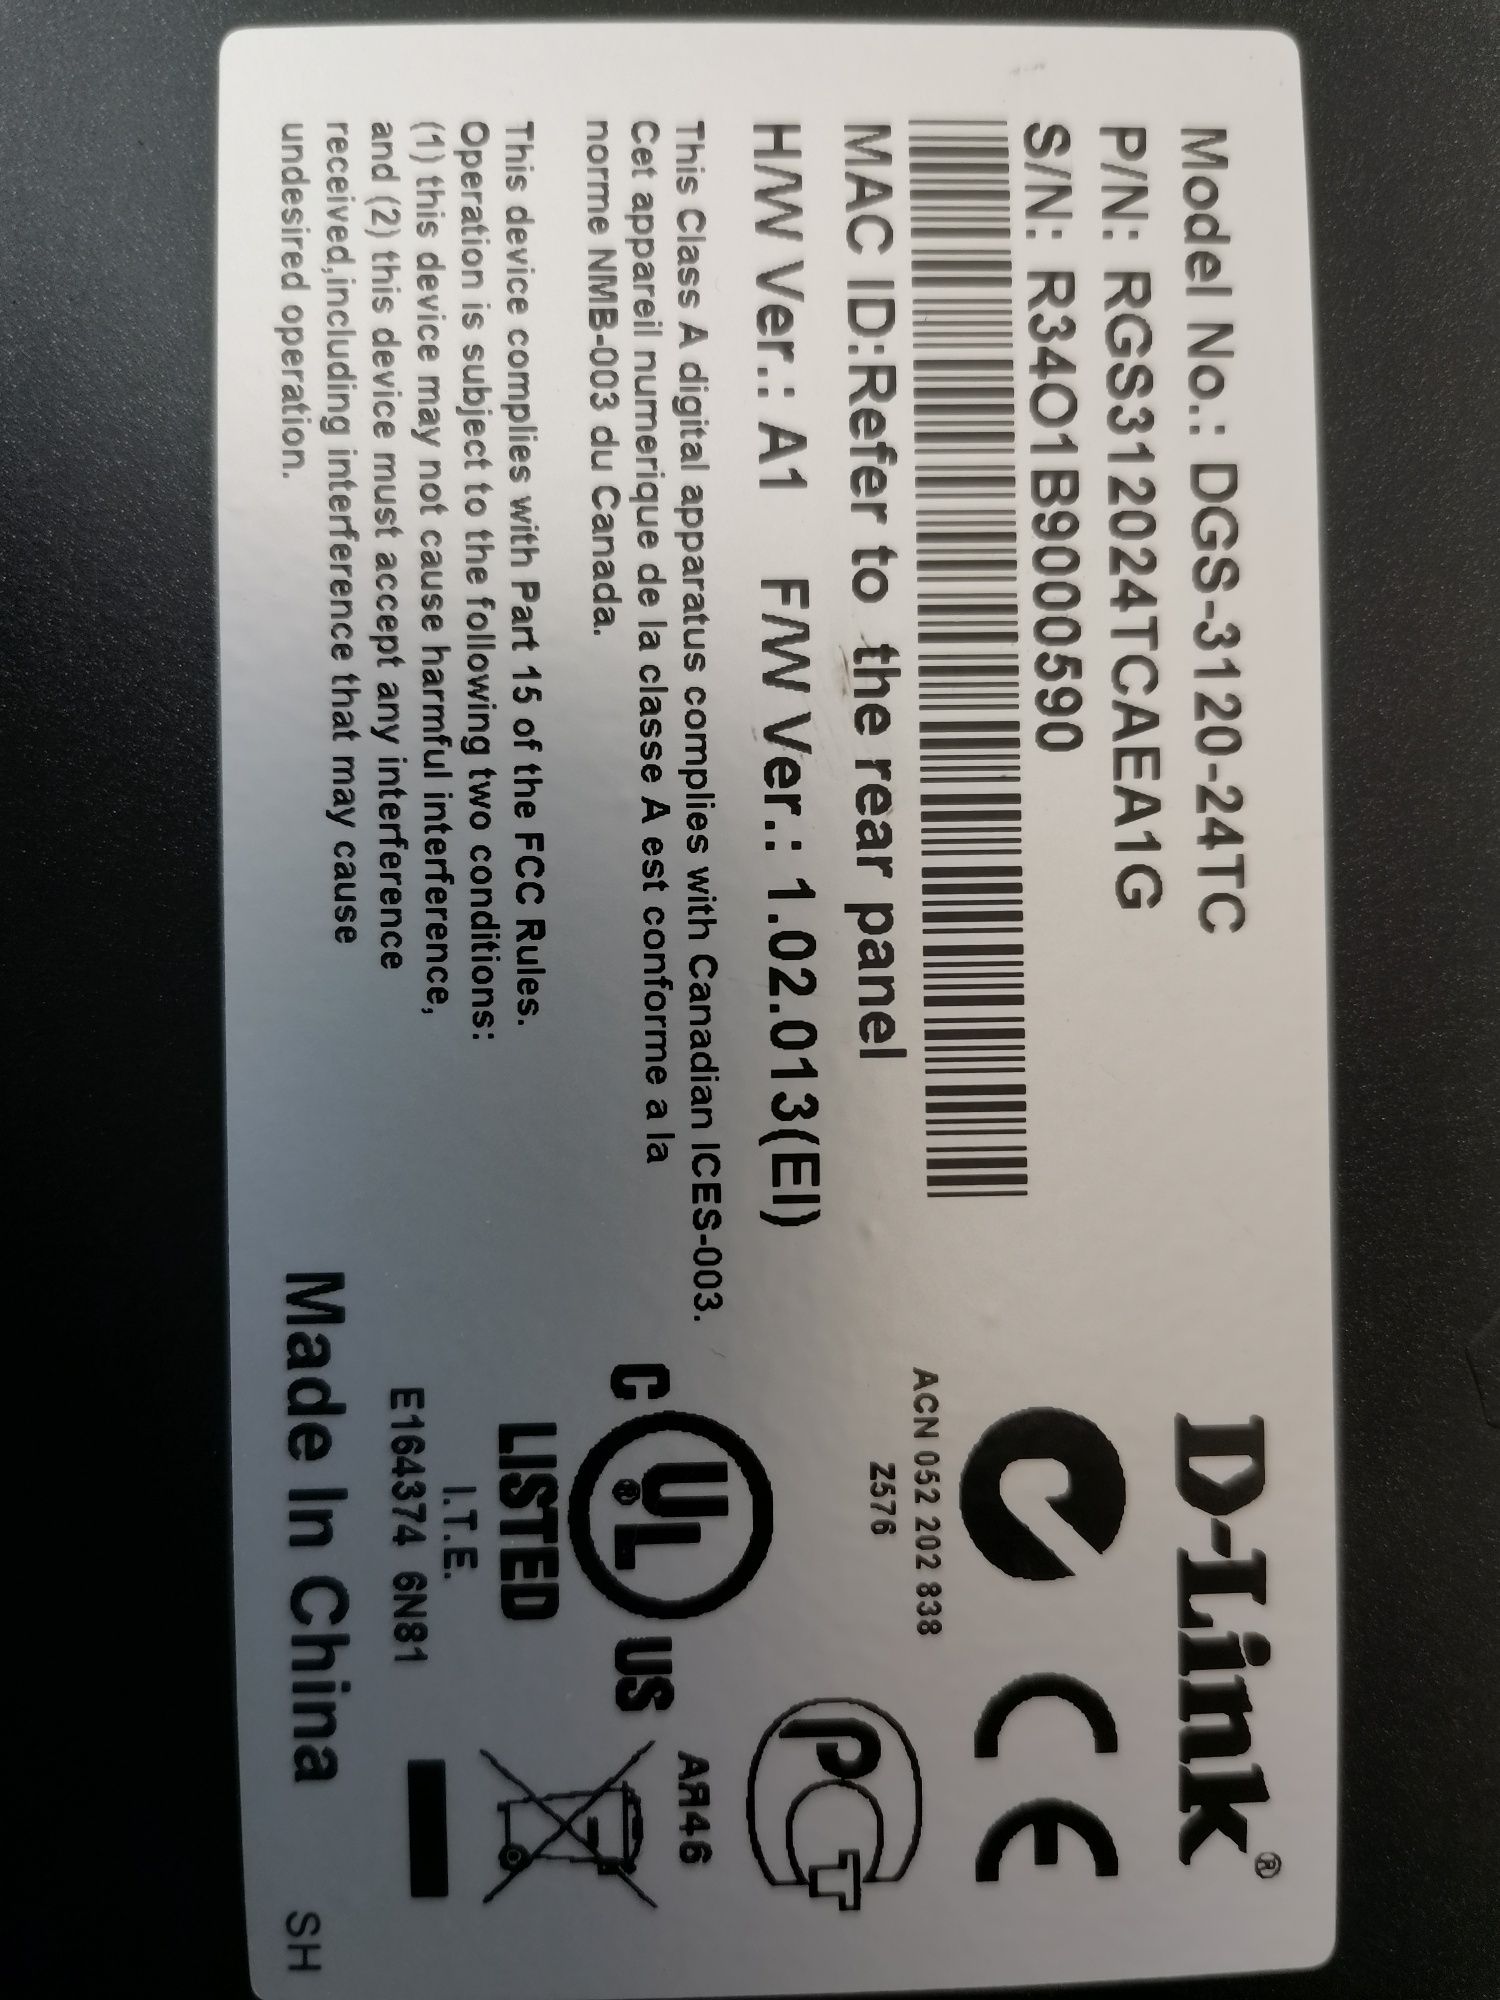 Model No.: DGS-3120-24TC
P/N: RGS3120024TCAEA1G
S/N: R34O1B9000590
MAC ID:Refer to the rear panel
H/W Ver.: A1 F/W Ver.: 1.02.013(EI)
This Class A digital apparatus complies with Canadian ICES-003.
Cet appareil numerique de la classe A est conforme a la
norme NMB-003 du Canada.
This device complies with Part 15 of the FCC Rules.
Operation is subject to the following two conditions:
(1) this device may not cause harmful interference,
and (2) this device must accept any interference
received,including interference that may cause
undesired operation.
D-Link®
CE
ACN 052 202 838
Z576
PCT
C UL® US
LISTED
I.T.E.
E164374 6N81
АЯ46
Made In China
SH